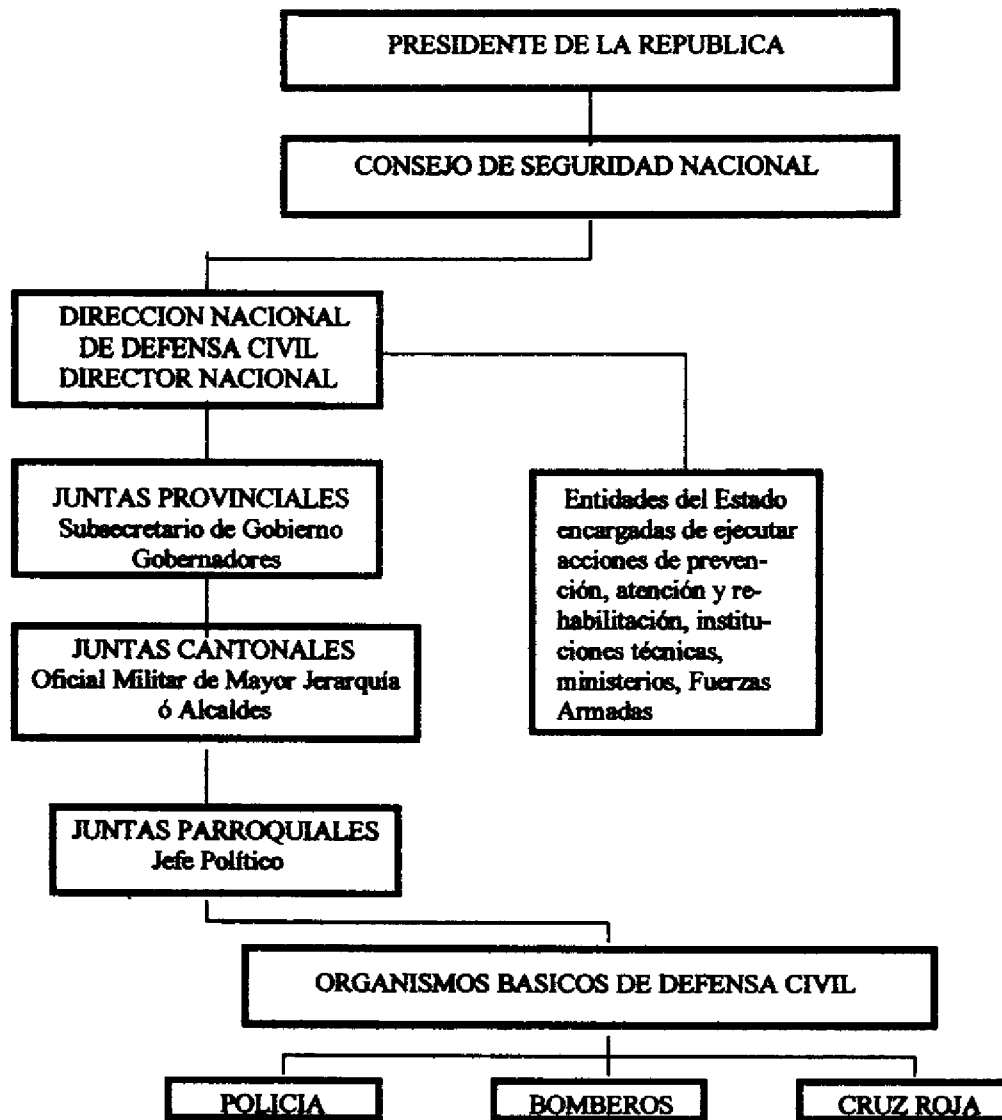 PRESIDENTE DE LA REPUBLICA
CONSEJO DE SEGURIDAD NACIONAL
DIRECCION NACIONAL
DE DEFENSA CIVIL
DIRECTOR NACIONAL
JUNTAS PROVINCIALES
Subsecretario de Gobierno
Gobernadores
Entidades del Estado
encargadas de ejecutar
acciones de preven-
ción, atención y re-
habilitación, institu-
ciones técnicas,
ministerios, Fuerzas
Armadas
JUNTAS CANTONALES
Oficial Militar de Mayor Jerarquía
ó Alcaldes
JUNTAS PARROQUIALES
Jefe Político
ORGANISMOS BASICOS DE DEFENSA CIVIL
POLICIA
BOMBEROS
CRUZ ROJA